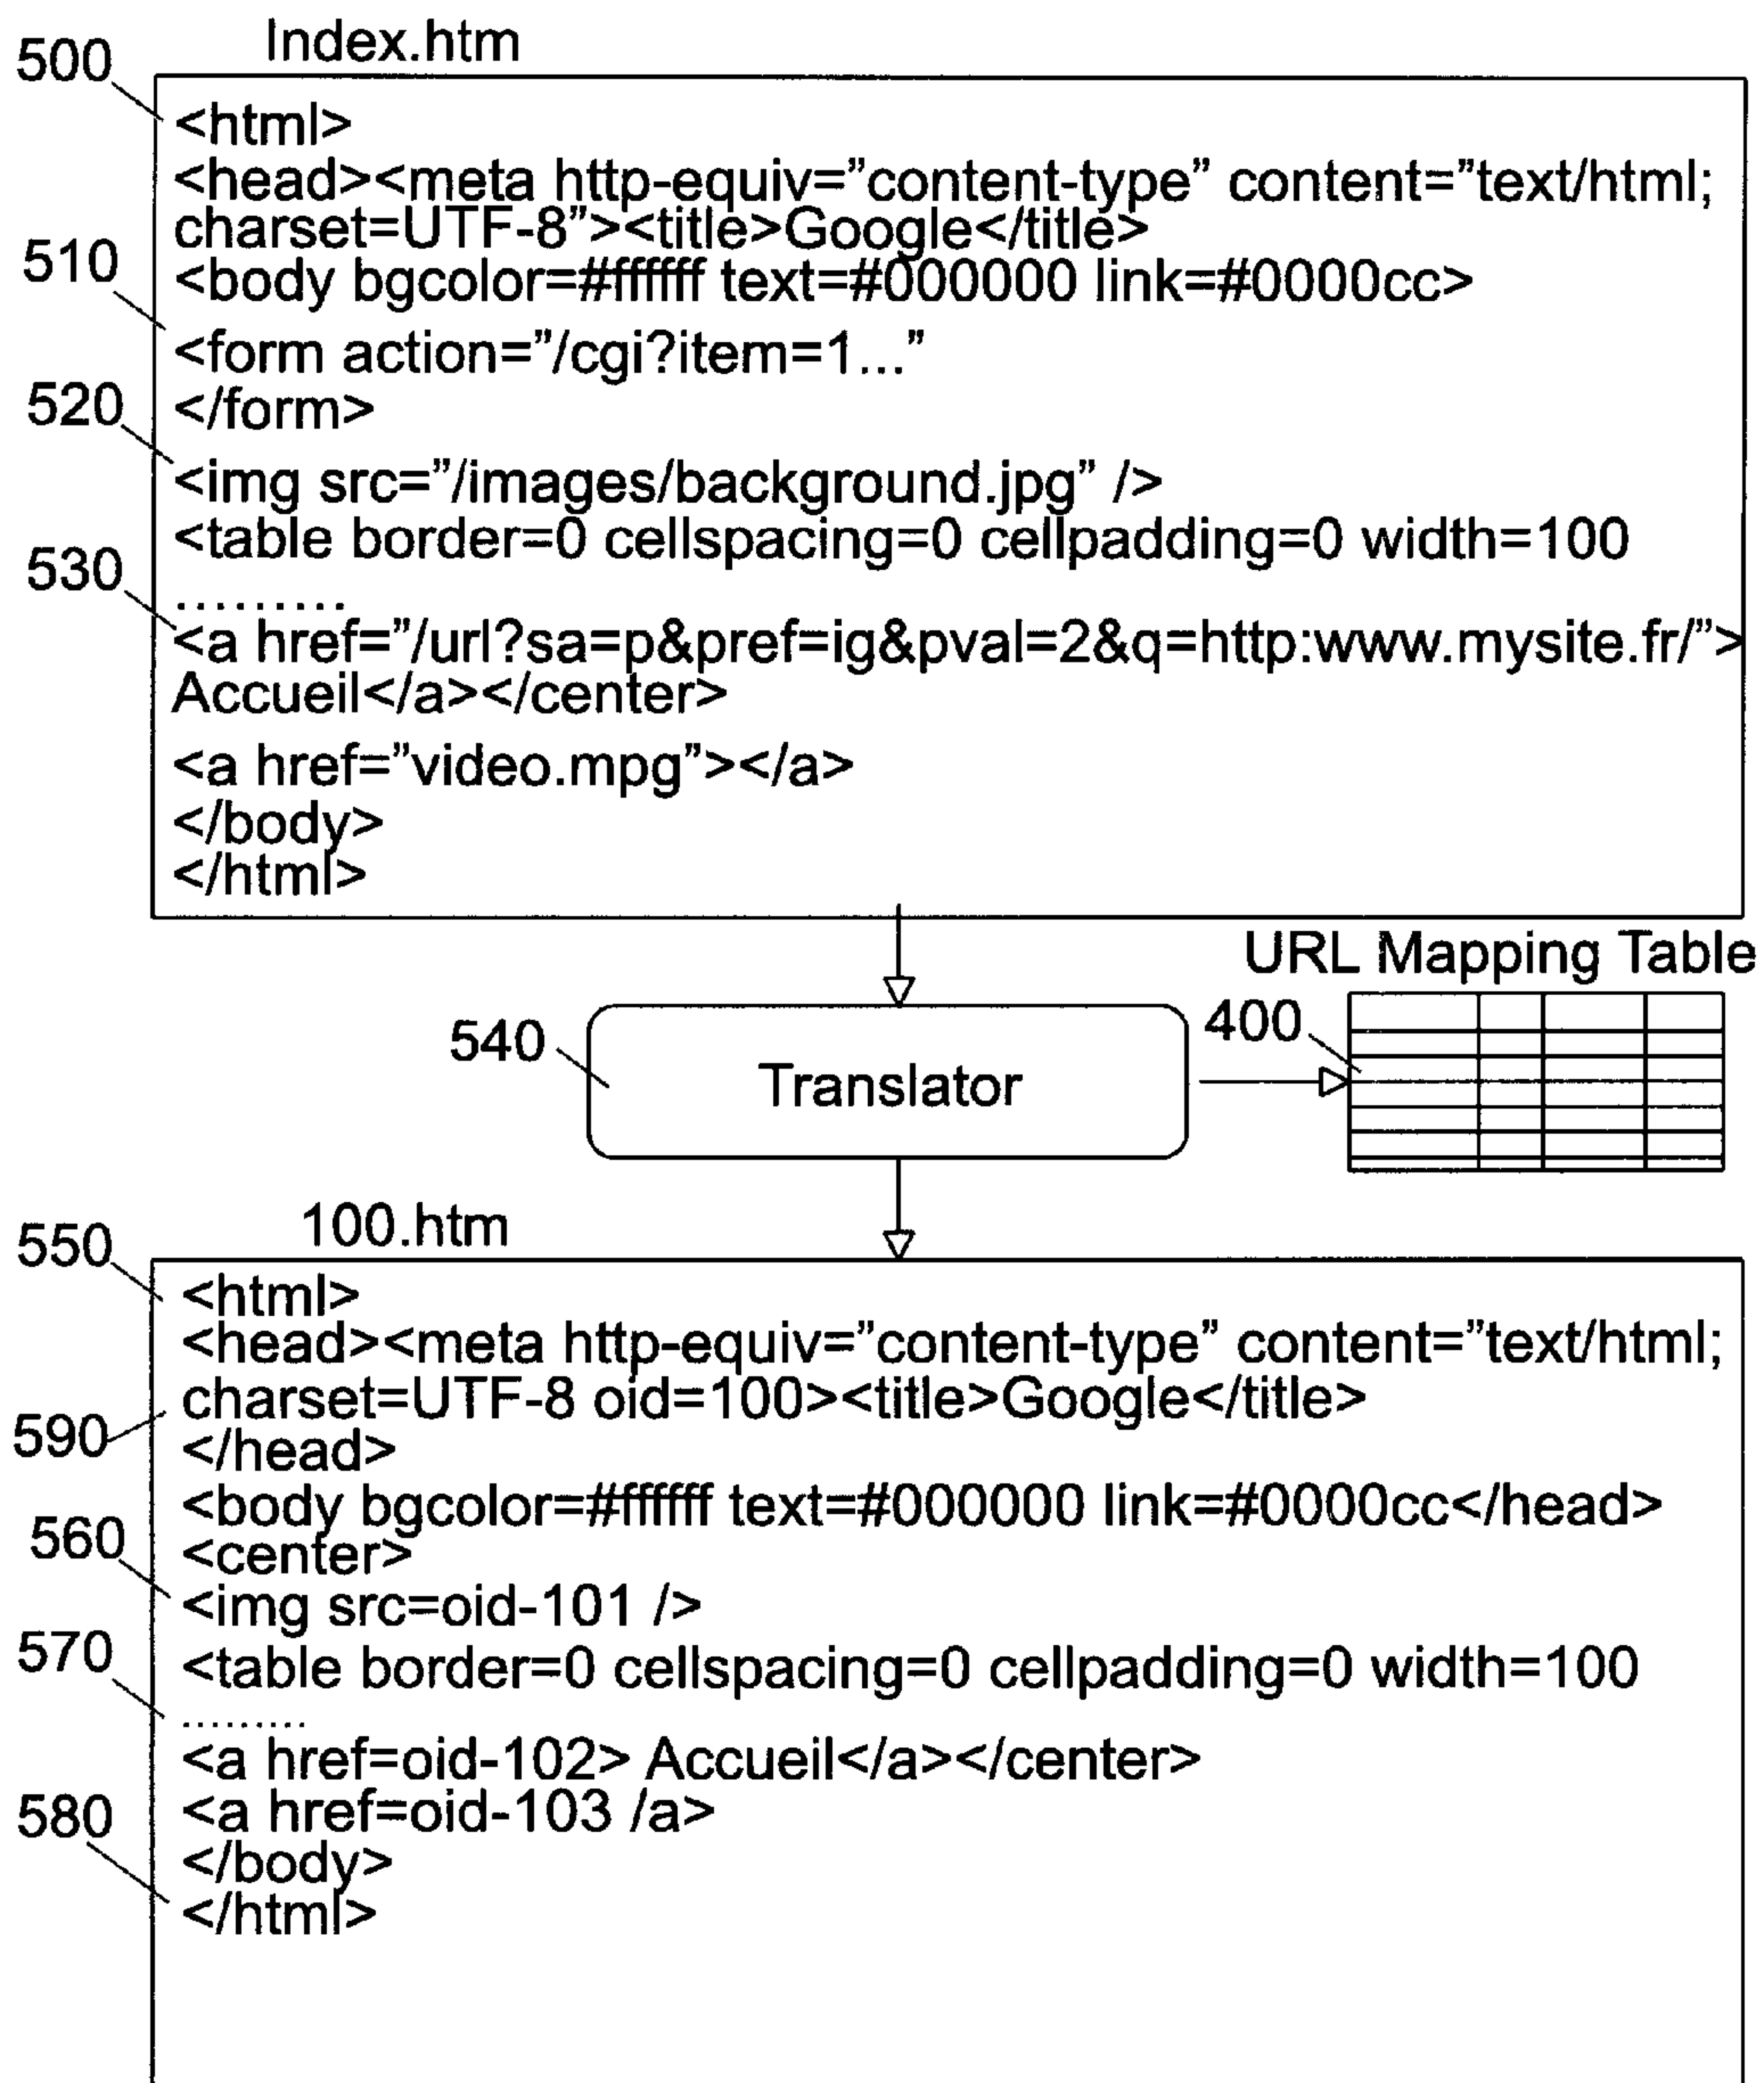 Index.htm
500
<html>
<head><meta http-equiv=”content-type” content=”text/html;
charset=UTF-8”><title>Google</title>
510
<body bgcolor=#ffffff text=#000000 link=#0000cc>
<form action=”/cgi?item=1...”
520
</form>
<img src=”/images/background.jpg” />
<table border=0 cellspacing=0 cellpadding=0 width=100
530
.........
<a href=”/url?sa=p&pref=ig&pval=2&q=http:www.mysite.fr/”>
Accueil</a></center>
<a href=”video.mpg”></a>
</body>
</html>
URL Mapping Table
400
540
Translator
100.htm
550
<html>
<head><meta http-equiv=”content-type” content=”text/html;
charset=UTF-8 oid=100><title>Google</title>
590
</head>
<body bgcolor=#ffffff text=#000000 link=#0000cc</head>
560
<center>
<img src=oid-101 />
570
<table border=0 cellspacing=0 cellpadding=0 width=100
.........
<a href=oid-102> Accueil</a></center>
580
<a href=oid-103 /a>
</body>
</html>